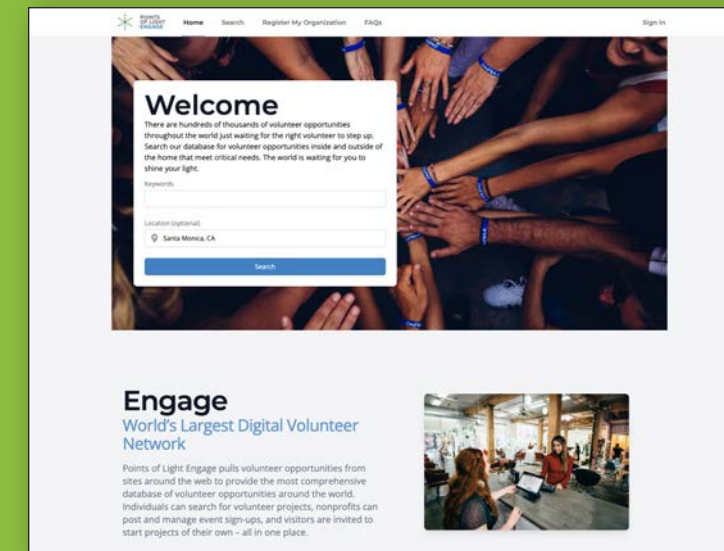 POINTS
OF LIGHT
ENGAGE
Home
Search
Register My Organization
FAQs
Sign in
Welcome
There are hundreds of thousands of volunteer opportunities
throughout the world just waiting for the right volunteer to step up.
Search our database for volunteer opportunities inside and outside of
the home that meet critical needs. The world is waiting for you to
shine your light.
Keywords
Location (optional)
Santa Monica, CA
Search
Engage
World's Largest Digital Volunteer
Network
Points of Light Engage pulls volunteer opportunities from
sites around the web to provide the most comprehensive
database of volunteer opportunities around the world.
Individuals can search for volunteer projects, nonprofits can
post and manage event sign-ups, and visitors are invited to
start projects of their own – all in one place.